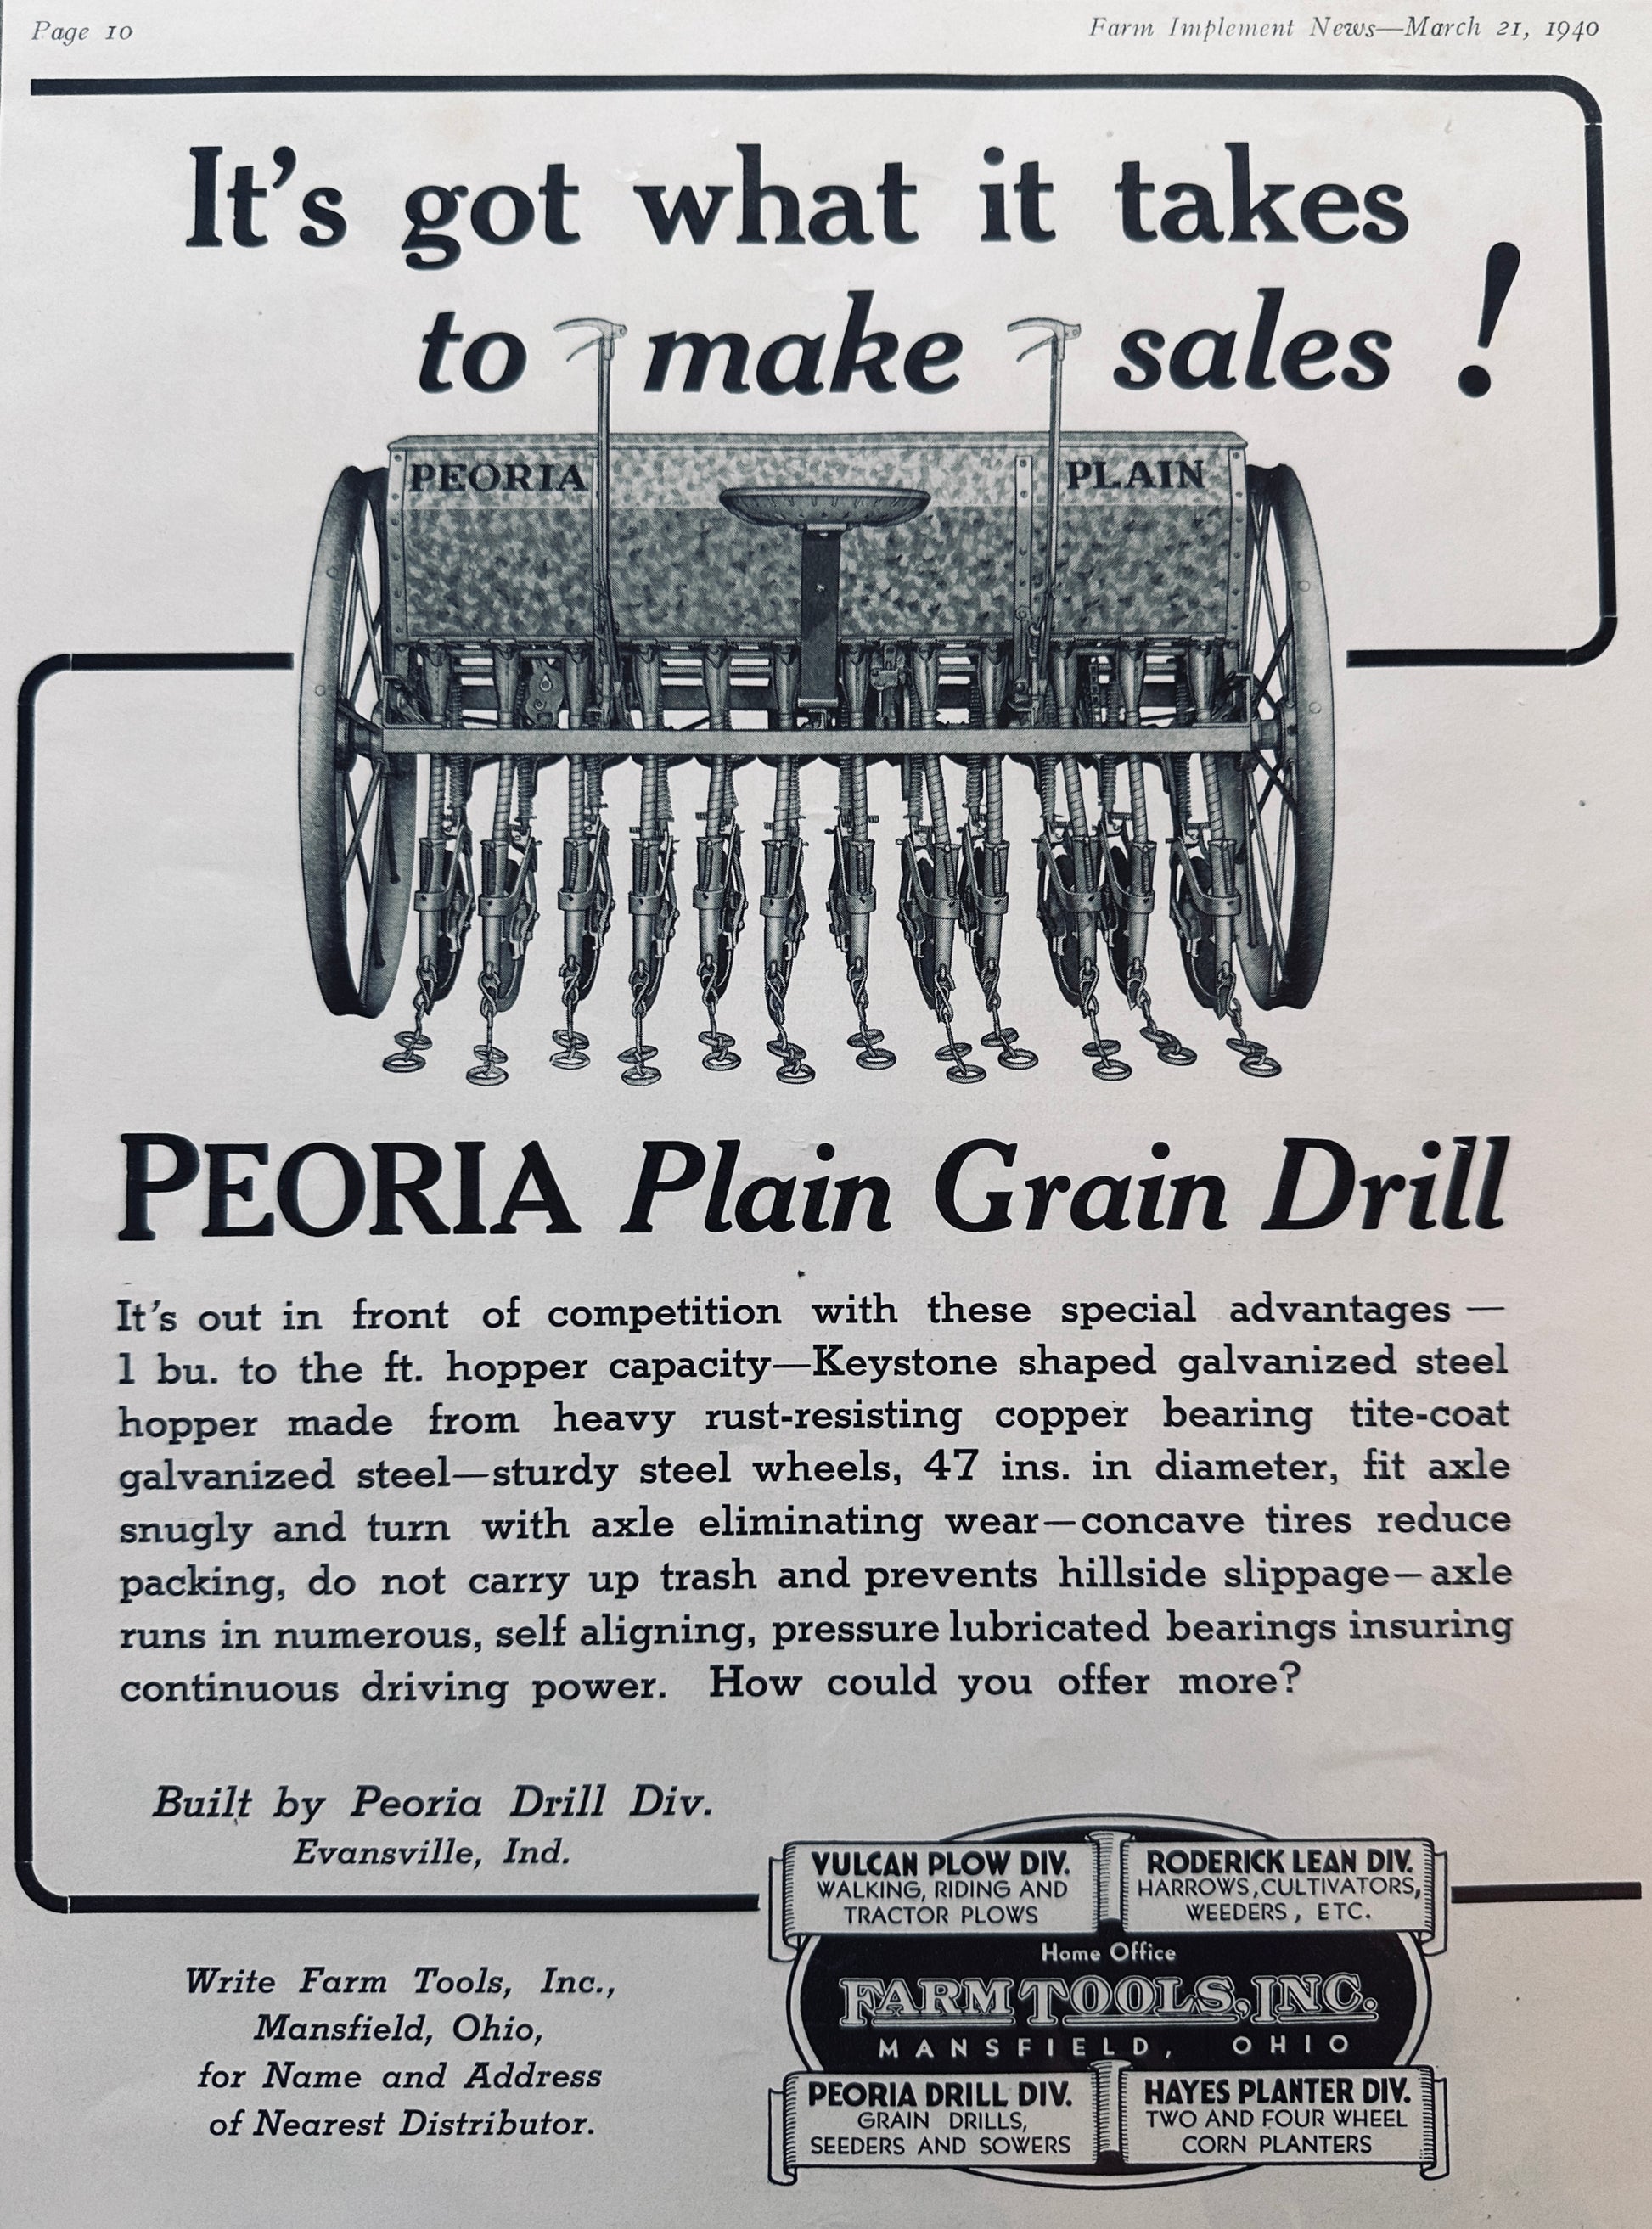 Page 10
Farm Implement News—March 21, 1940
It's got what it takes
to make sales!
PEORIA PLAIN
PEORIA Plain Grain Drill
It's out in front of competition with these special advantages —
1 bu. to the ft. hopper capacity—Keystone shaped galvanized steel
hopper made from heavy rust-resisting copper bearing tite-coat
galvanized steel—sturdy steel wheels, 47 ins. in diameter, fit axle
snugly and turn with axle eliminating wear—concave tires reduce
packing, do not carry up trash and prevents hillside slippage—axle
runs in numerous, self aligning, pressure lubricated bearings insuring
continuous driving power. How could you offer more?
Built by Peoria Drill Div.
Evansville, Ind.
Write Farm Tools, Inc.,
Mansfield, Ohio,
for Name and Address
of Nearest Distributor.
VULCAN PLOW DIV.
WALKING, RIDING AND
TRACTOR PLOWS
RODERICK LEAN DIV.
HARROWS, CULTIVATORS,
WEEDERS, ETC.
Home Office
FARM TOOLS, INC.
MANSFIELD, OHIO
PEORIA DRILL DIV.
GRAIN DRILLS,
SEEDERS AND SOWERS
HAYES PLANTER DIV.
TWO AND FOUR WHEEL
CORN PLANTERS